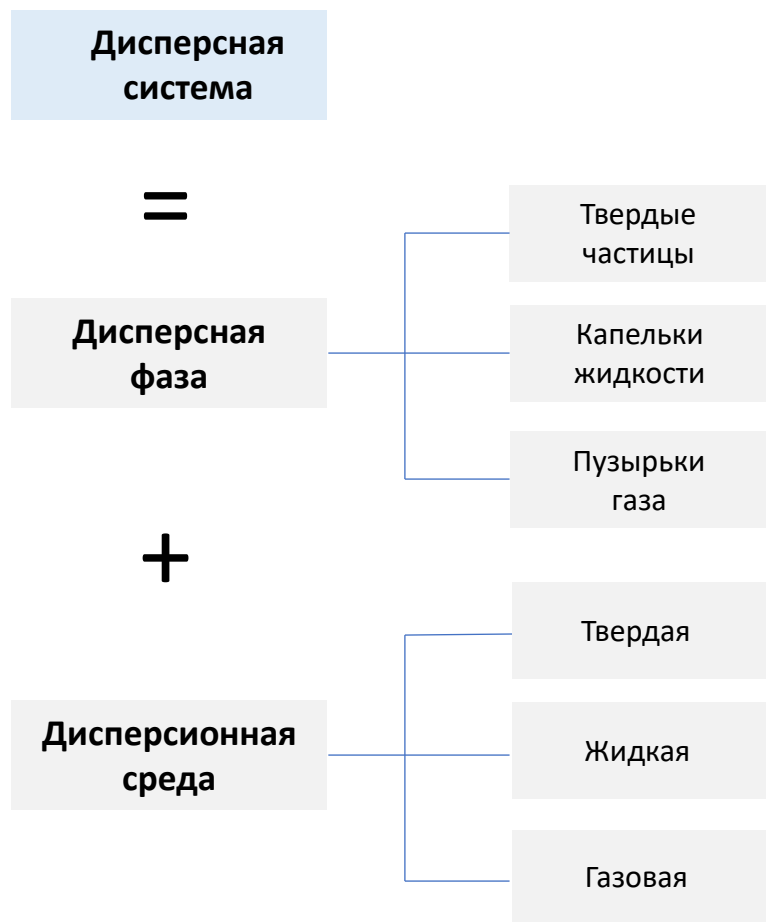 Дисперсная
система
=
Дисперсная
фаза
Твердые
частицы
Капельки
жидкости
Пузырьки
газа
+
Дисперсионная
среда
Твердая
Жидкая
Газовая